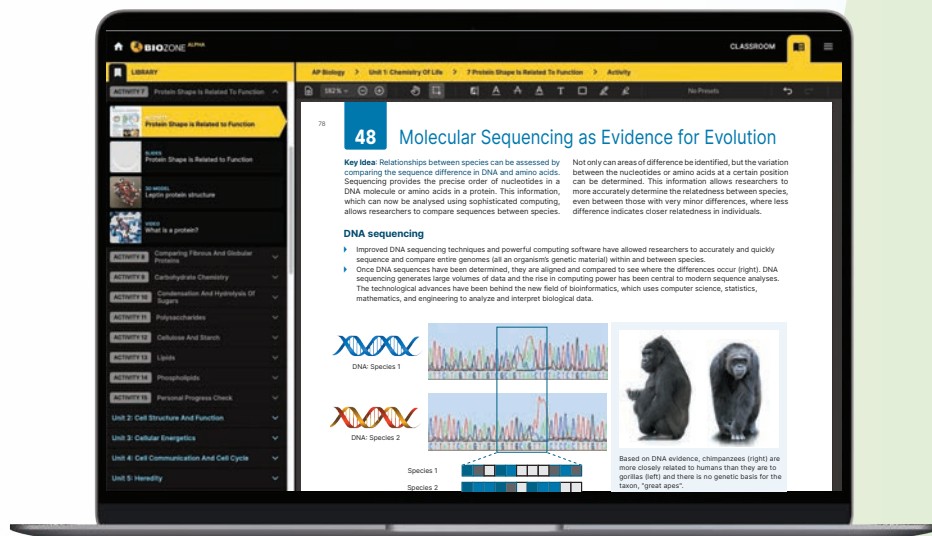 BIOZONE ALPHA
CLASSROOM
LIBRARY
AP Biology > Unit 1: Chemistry Of Life > 7 Protein Shape Is Related To Function > Activity
ACTIVITY 7 Protein Shape Is Related To Function
182%
No Presets
ACTIVITY
Protein Shape is Related to Function
SLIDES
Protein Shape is Related to Function
3D MODEL
Leptin protein structure
VIDEO
What is a protein?
ACTIVITY 8 Comparing Fibrous And Globular
Proteins
ACTIVITY 9 Carbohydrate Chemistry
ACTIVITY 10 Condensation And Hydrolysis Of
Sugars
ACTIVITY 11 Polysaccharides
ACTIVITY 12 Cellulose And Starch
ACTIVITY 13 Lipids
ACTIVITY 14 Phospholipids
ACTIVITY 15 Personal Progress Check
Unit 2: Cell Structure And Function
Unit 3: Cellular Energetics
Unit 4: Cell Communication And Cell Cycle
Unit 5: Heredity
78
48 Molecular Sequencing as Evidence for Evolution
Key Idea: Relationships between species can be assessed by
comparing the sequence difference in DNA and amino acids.
Sequencing provides the precise order of nucleotides in a
DNA molecule or amino acids in a protein. This information,
which can now be analysed using sophisticated computing,
allows researchers to compare sequences between species.
Not only can areas of difference be identified, but the variation
between the nucleotides or amino acids at a certain position
can be determined. This information allows researchers to
more accurately determine the relatedness between species,
even between those with very minor differences, where less
difference indicates closer relatedness in individuals.
DNA sequencing
Improved DNA sequencing techniques and powerful computing software have allowed researchers to accurately and quickly
sequence and compare entire genomes (all an organism's genetic material) within and between species.
Once DNA sequences have been determined, they are aligned and compared to see where the differences occur (right). DNA
sequencing generates large volumes of data and the rise in computing power has been central to modern sequence analyses.
The technological advances have been behind the new field of bioinformatics, which uses computer science, statistics,
mathematics, and engineering to analyze and interpret biological data.
DNA: Species 1
DNA: Species 2
Species 1
Species 2
Based on DNA evidence, chimpanzees (right) are
more closely related to humans than they are to
gorillas (left) and there is no genetic basis for the
taxon, "great apes".